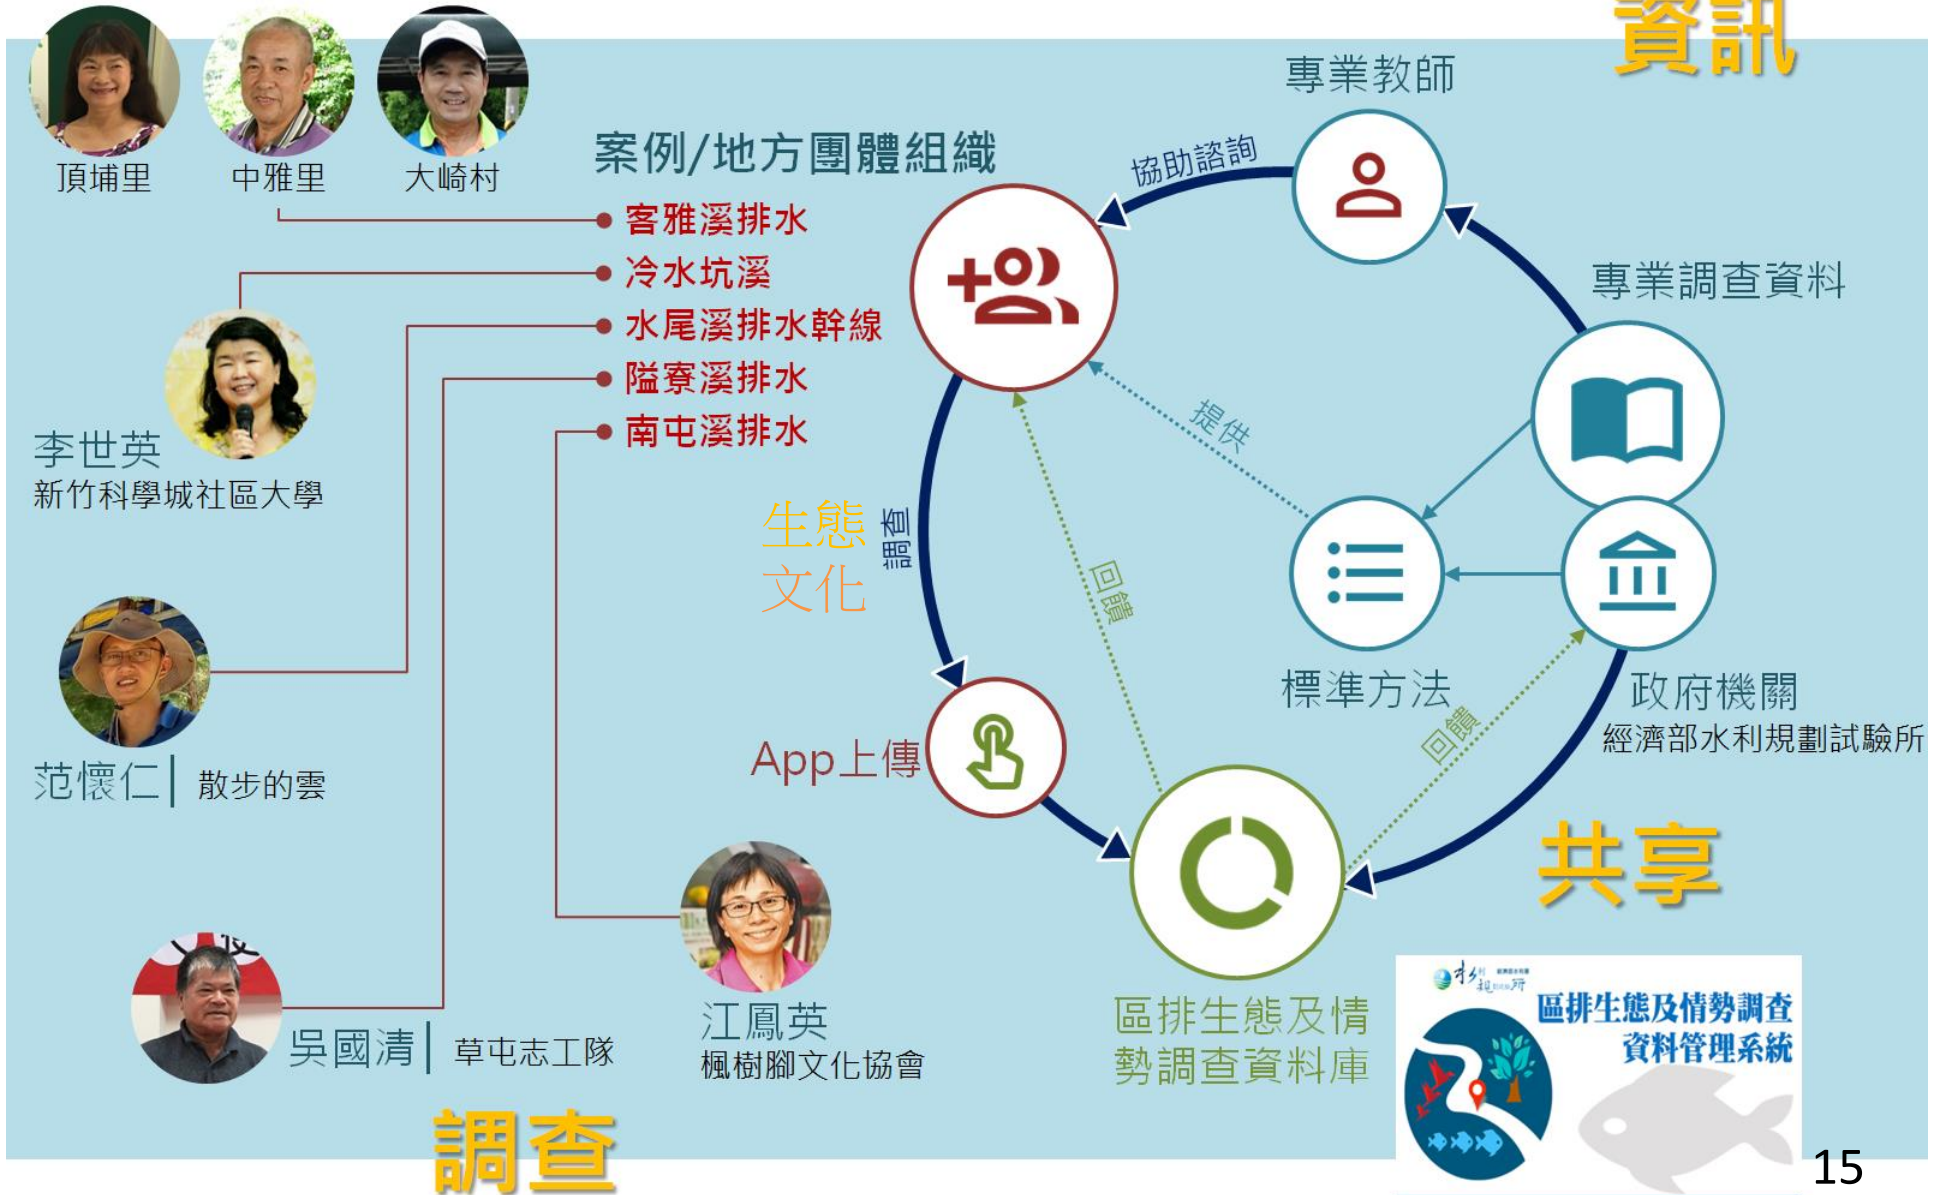 資訊
頂埔里
中雅里
大崎村
案例/地方團體組織
客雅溪排水
冷水坑溪
水尾溪排水幹線
隘寮溪排水
南屯溪排水
專業教師
協助諮詢
專業調查資料
提供
李世英
新竹科學城社區大學
生態
文化
調查
回饋
標準方法
政府機關
經濟部水利規劃試驗所
回饋
App上傳
范懷仁
散步的雲
共享
江鳳英
楓樹腳文化協會
吳國清
草屯志工隊
區排生態及情
勢調查資料庫
區排生態及情勢調查
資料管理系統
調查
15